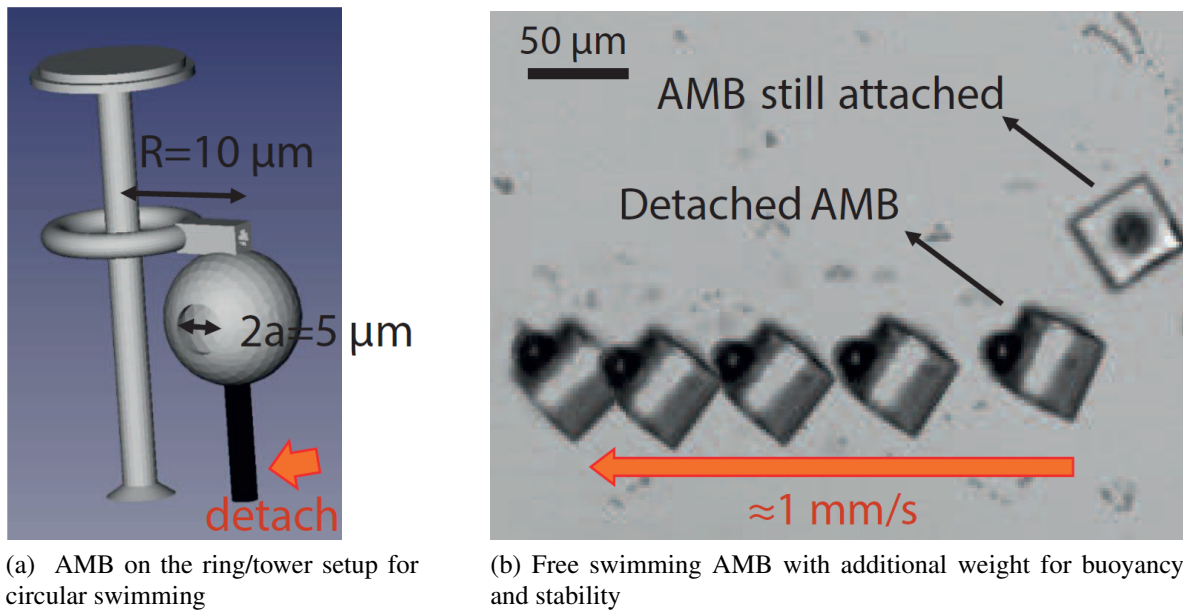 R=10 μm
2a=5 μm
detach
50 μm
AMB still attached
Detached AMB
≈1 mm/s
(a) AMB on the ring/tower setup for
circular swimming
(b) Free swimming AMB with additional weight for buoyancy
and stability